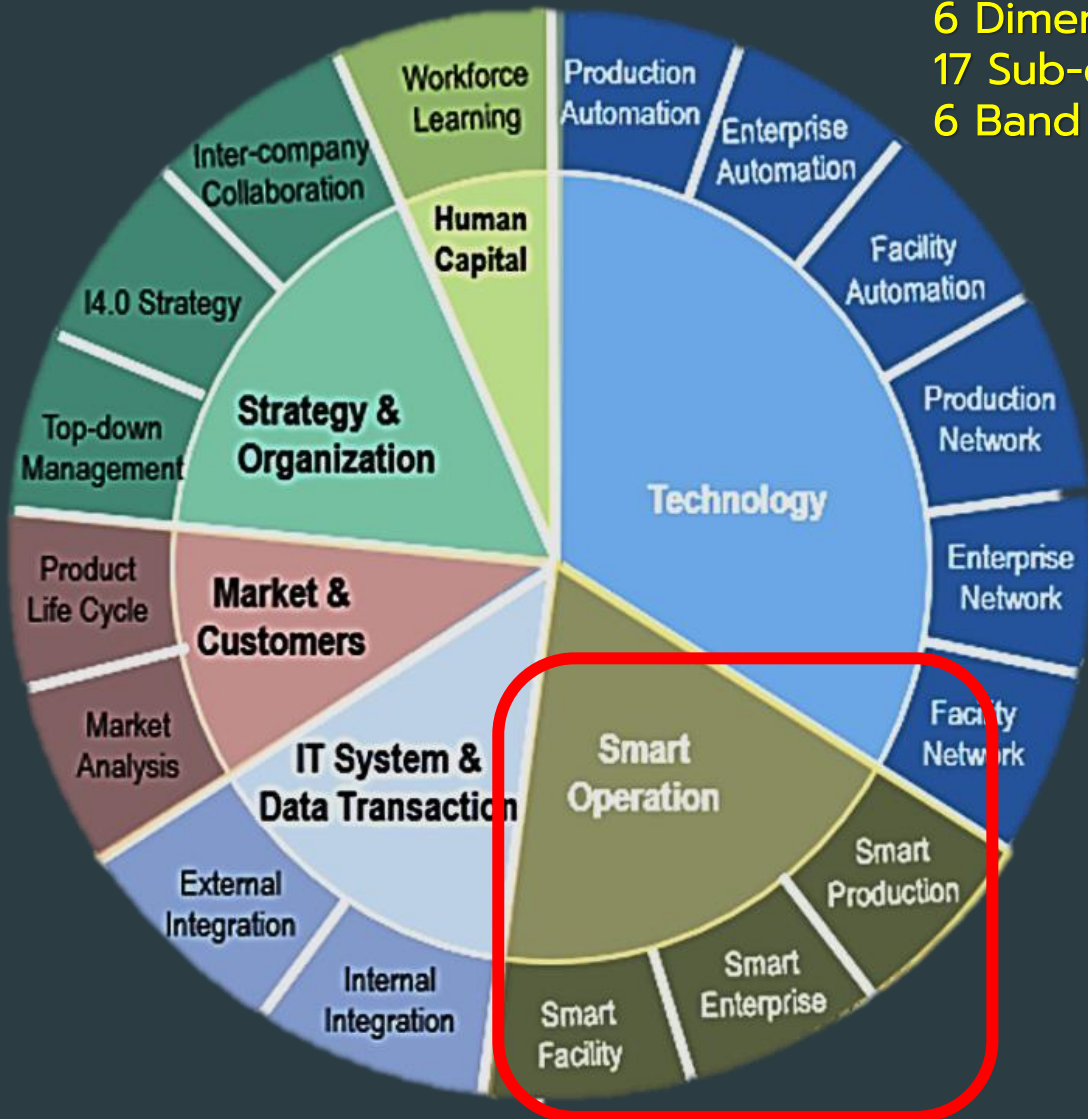 6 Dimen
17 Sub-
6 Band
Workforce
Learning
Production
Automation
Enterprise
Automation
Facility
Automation
Production
Network
Enterprise
Network
Facility
Network
Smart
Production
Smart
Enterprise
Smart
Facility
Internal
Integration
External
Integration
Market
Analysis
Product
Life Cycle
Top-down
Management
I4.0 Strategy
Inter-company
Collaboration
Human
Capital
Technology
Smart
Operation
IT System &
Data Transaction
Market &
Customers
Strategy &
Organization